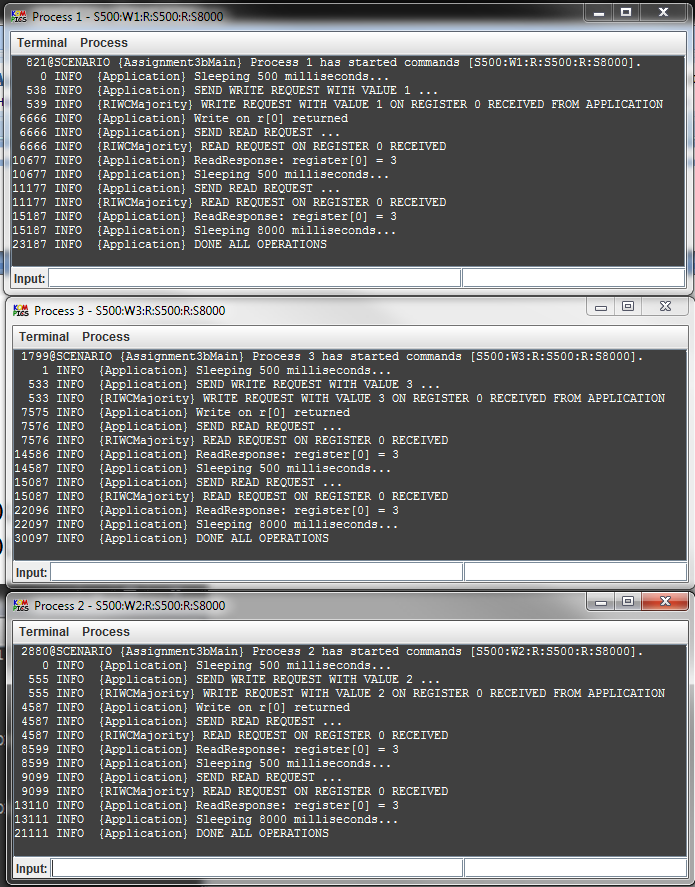 Process 1 - S500:W1:R:S500:R:S8000
Terminal Process
821@SCENARIO {Assignment3bMain} Process 1 has started commands [S500:W1:R:S500:R:S8000].
0 INFO {Application} Sleeping 500 milliseconds...
538 INFO {Application} SEND WRITE REQUEST WITH VALUE 1 ...
539 INFO {RIWCMajority} WRITE REQUEST WITH VALUE 1 ON REGISTER 0 RECEIVED FROM APPLICATION
6666 INFO {Application} Write on r[0] returned
6666 INFO {Application} SEND READ REQUEST ...
6666 INFO {RIWCMajority} READ REQUEST ON REGISTER 0 RECEIVED
10677 INFO {Application} ReadResponse: register[0] = 3
10677 INFO {Application} Sleeping 500 milliseconds...
11177 INFO {Application} SEND READ REQUEST ...
11177 INFO {RIWCMajority} READ REQUEST ON REGISTER 0 RECEIVED
15187 INFO {Application} ReadResponse: register[0] = 3
15187 INFO {Application} Sleeping 8000 milliseconds...
23187 INFO {Application} DONE ALL OPERATIONS
Input:
Process 3 - S500:W3:R:S500:R:S8000
Terminal Process
1799@SCENARIO {Assignment3bMain} Process 3 has started commands [S500:W3:R:S500:R:S8000].
1 INFO {Application} Sleeping 500 milliseconds...
533 INFO {Application} SEND WRITE REQUEST WITH VALUE 3 ...
533 INFO {RIWCMajority} WRITE REQUEST WITH VALUE 3 ON REGISTER 0 RECEIVED FROM APPLICATION
7575 INFO {Application} Write on r[0] returned
7576 INFO {Application} SEND READ REQUEST ...
7576 INFO {RIWCMajority} READ REQUEST ON REGISTER 0 RECEIVED
14586 INFO {Application} ReadResponse: register[0] = 3
14587 INFO {Application} Sleeping 500 milliseconds...
15087 INFO {Application} SEND READ REQUEST ...
15087 INFO {RIWCMajority} READ REQUEST ON REGISTER 0 RECEIVED
22096 INFO {Application} ReadResponse: register[0] = 3
22097 INFO {Application} Sleeping 8000 milliseconds...
30097 INFO {Application} DONE ALL OPERATIONS
Input:
Process 2 - S500:W2:R:S500:R:S8000
Terminal Process
2880@SCENARIO {Assignment3bMain} Process 2 has started commands [S500:W2:R:S500:R:S8000].
0 INFO {Application} Sleeping 500 milliseconds...
555 INFO {Application} SEND WRITE REQUEST WITH VALUE 2 ...
555 INFO {RIWCMajority} WRITE REQUEST WITH VALUE 2 ON REGISTER 0 RECEIVED FROM APPLICATION
4587 INFO {Application} Write on r[0] returned
4587 INFO {Application} SEND READ REQUEST ...
4587 INFO {RIWCMajority} READ REQUEST ON REGISTER 0 RECEIVED
8599 INFO {Application} ReadResponse: register[0] = 3
8599 INFO {Application} Sleeping 500 milliseconds...
9099 INFO {Application} SEND READ REQUEST ...
9099 INFO {RIWCMajority} READ REQUEST ON REGISTER 0 RECEIVED
13110 INFO {Application} ReadResponse: register[0] = 3
13111 INFO {Application} Sleeping 8000 milliseconds...
21111 INFO {Application} DONE ALL OPERATIONS
Input: